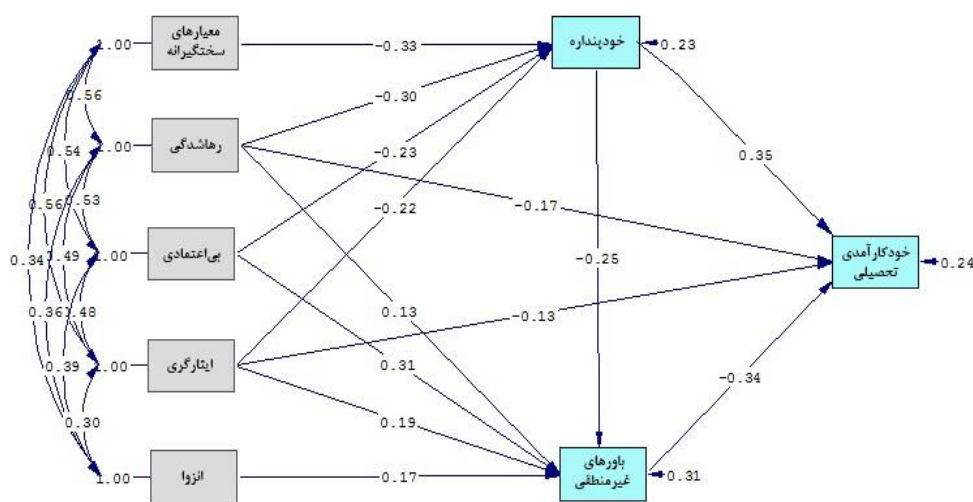 1.00
معیارهای
سختگیرانه
-0.33
خودپنداره
0.23
0.56
-0.30
1.00
رهاشدگی
0.54
-0.23
0.35
0.53
0.56
-0.22
-0.17
0.34
0.49
1.00
بی‌اعتمادی
-0.25
خودکارآمدی
تحصیلی
0.24
0.36
0.48
0.13
-0.13
0.39
1.00
ایثارگری
0.31
-0.34
0.30
0.19
1.00
انزوا
0.17
باورهای
غیرمنطقی
0.31